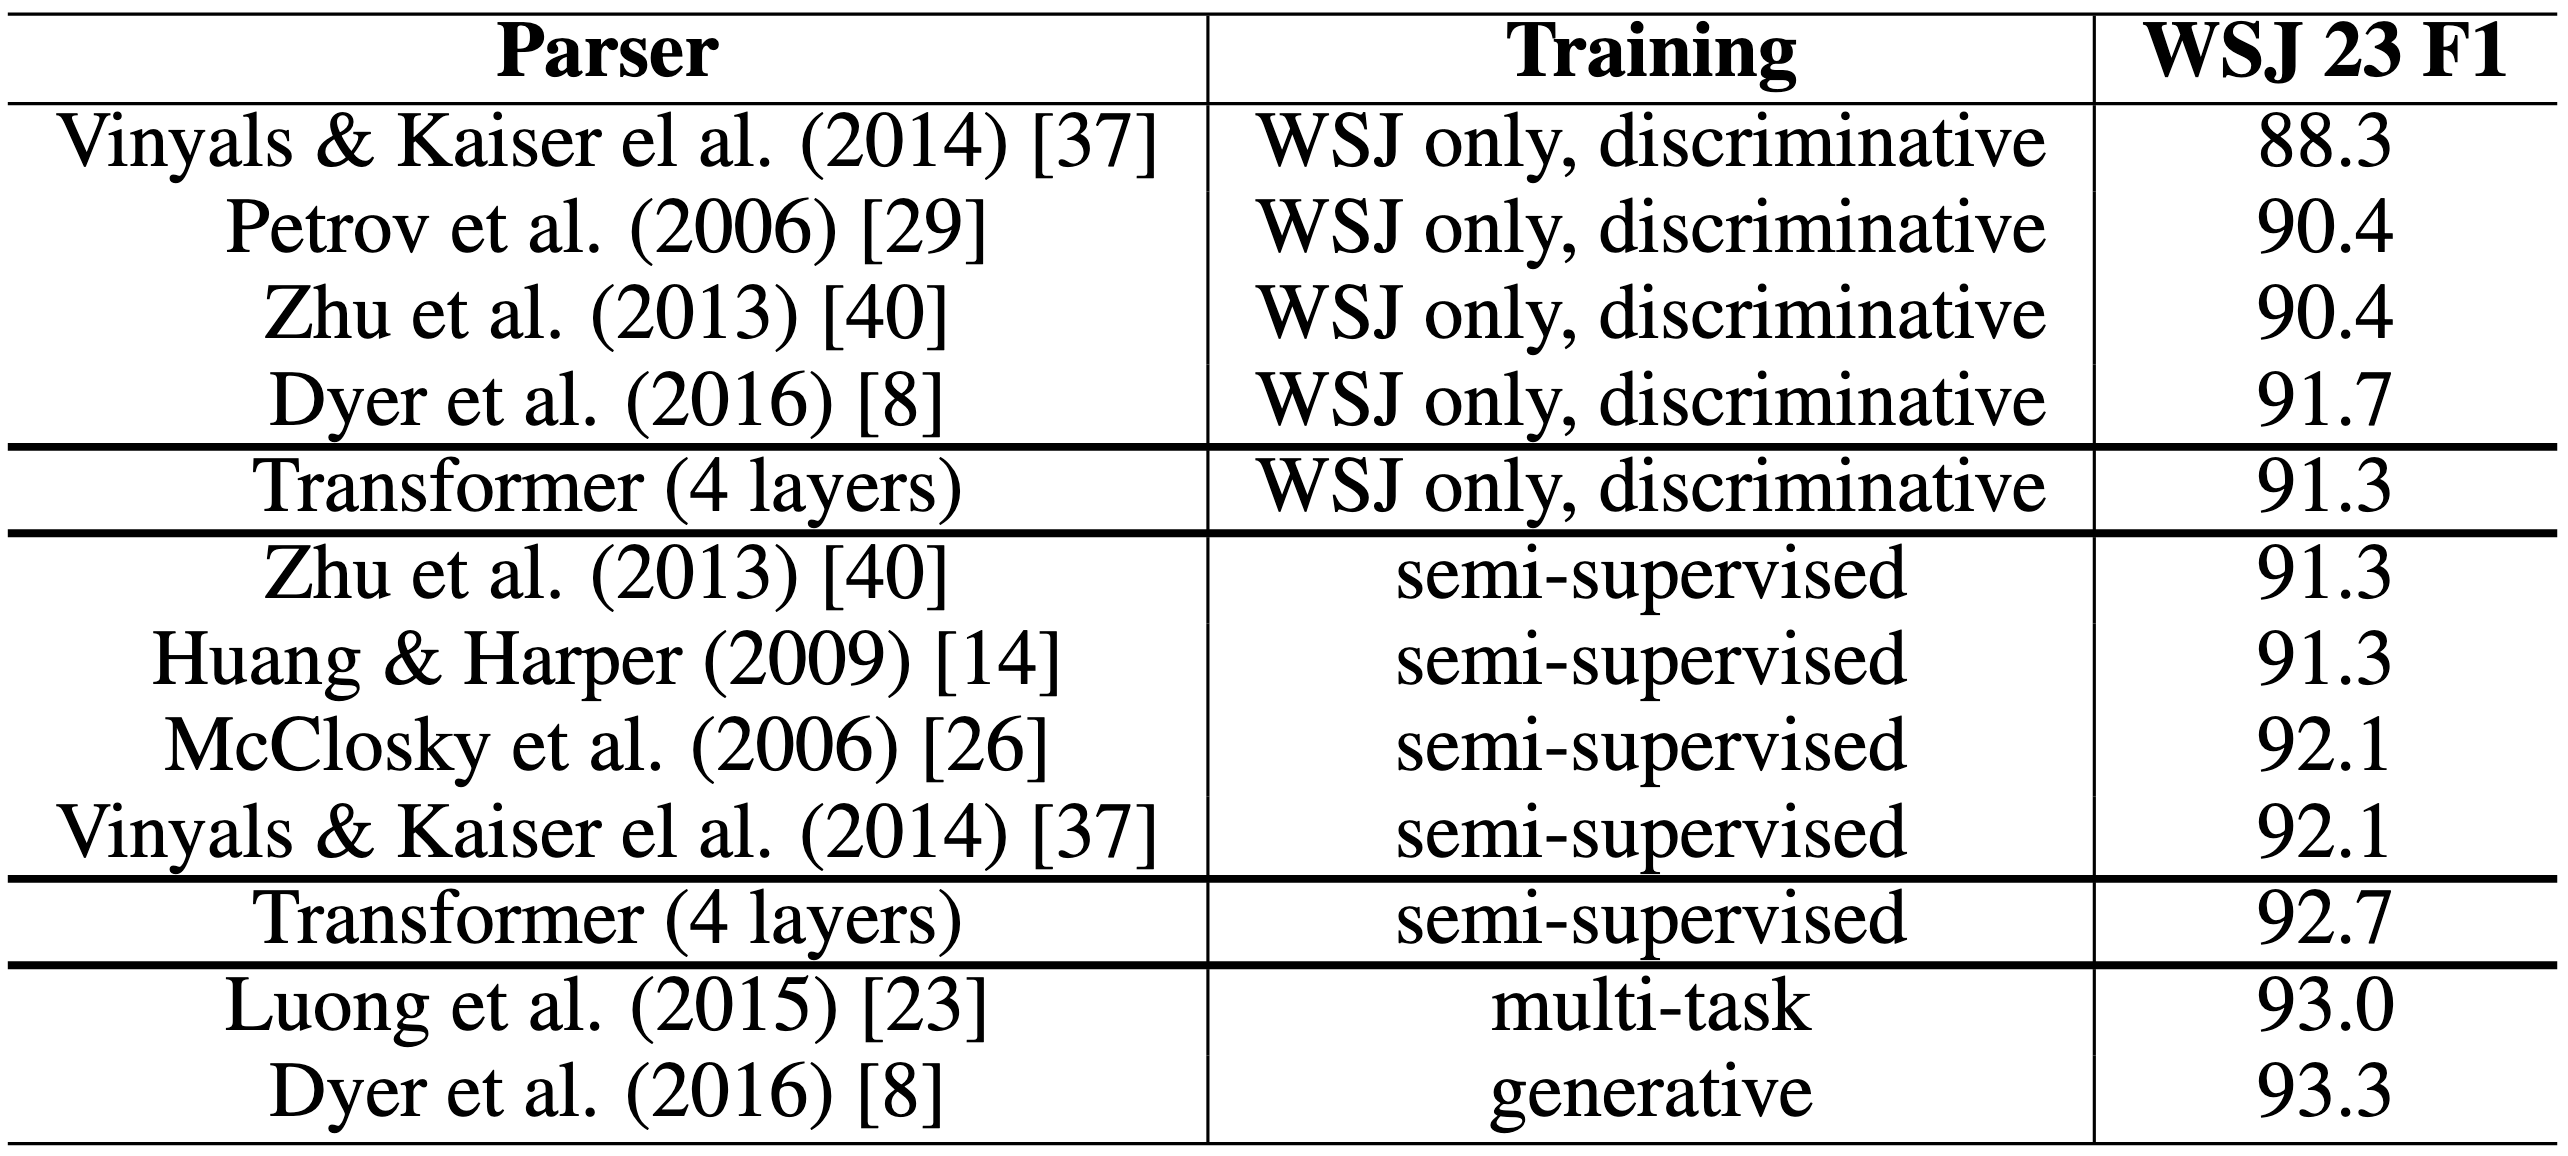 Parser Training WSJ 23 F1
Vinyals & Kaiser el al. (2014) [37] WSJ only, discriminative 88.3
Petrov et al. (2006) [29] WSJ only, discriminative 90.4
Zhu et al. (2013) [40] WSJ only, discriminative 90.4
Dyer et al. (2016) [8] WSJ only, discriminative 91.7
Transformer (4 layers) WSJ only, discriminative 91.3
Zhu et al. (2013) [40] semi-supervised 91.3
Huang & Harper (2009) [14] semi-supervised 91.3
McClosky et al. (2006) [26] semi-supervised 92.1
Vinyals & Kaiser el al. (2014) [37] semi-supervised 92.1
Transformer (4 layers) semi-supervised 92.7
Luong et al. (2015) [23] multi-task 93.0
Dyer et al. (2016) [8] generative 93.3